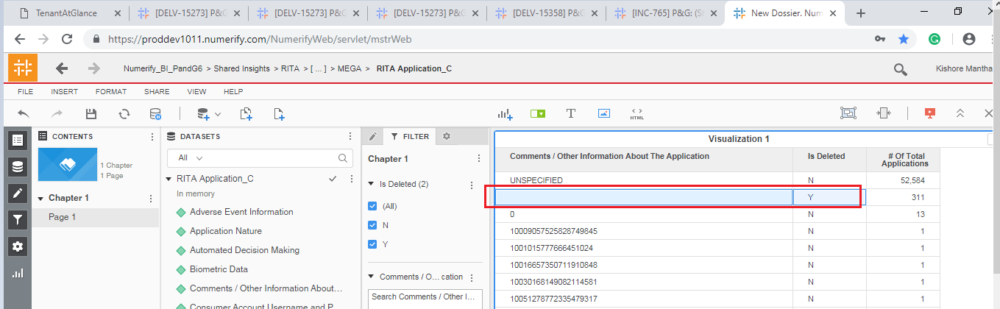 TenantAtGlance
[DELV-15273] P&G
[DELV-15273] P&G
[DELV-15273] P&G
[DELV-15358] P&G
[INC-765] P&G: (St
New Dossier. Num
https://proddev1011.numerify.com/NumerifyWeb/servlet/mstrWeb
Numerify_BI_PandG6 > Shared Insights > RITA > [ ... ] > MEGA > RITA Application_C
Kishore Mantha
FILE INSERT FORMAT SHARE VIEW HELP
HTML
CONTENTS
1 Chapter
1 Page
Chapter 1
Page 1
DATASETS
All
RITA Application_C
In memory
Adverse Event Information
Application Nature
Automated Decision Making
Biometric Data
Comments / Other Information About...
Consumer Account Username and P
FILTER
Chapter 1
Is Deleted (2)
(All)
N
Y
Comments / O... cation
Search Comments / Other I...
Visualization 1
Comments / Other Information About The Application Is Deleted # Of Total Applications
UNSPECIFIED N 52,584
Y 311
0 N 13
10009057525828749845 N 1
1001015777666451024 N 1
10016657350711910848 N 1
10030168149082114581 N 1
10051278772335479317 N 1